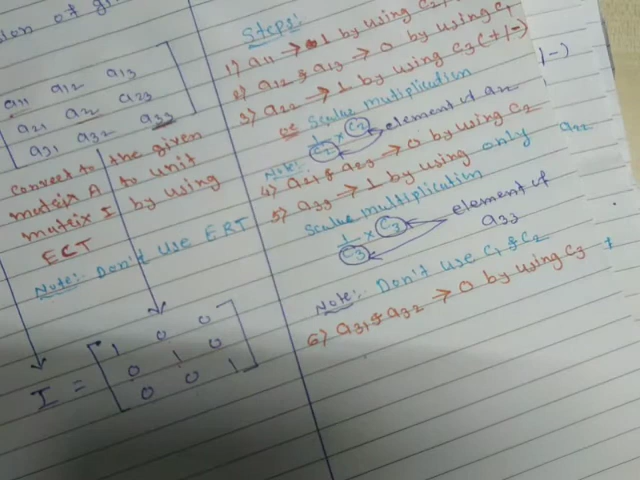 a11 a12 a13
a21 a22 a23
a31 a32 a33
convert to the given
matrix A to unit
matrix I by using
ECT
Note:- Don't use ERT
I = 1 0 0
0 1 0
0 0 1
Steps:
1) a11 → 1 by using C2,
2) a12 & a13 → 0 by using C1
3) a22 → 1 by using C3 (+/-)
or Scalar multiplication
1/C2 × C2 element of a22
Note:
4) a21 & a23 → 0 by using C2
5) a33 → 1 by using only
Scalar multiplication
1/C3 × C3 element of
a33
Note:- Don't use C1 & C2
6) a31 & a32 → 0 by using C3